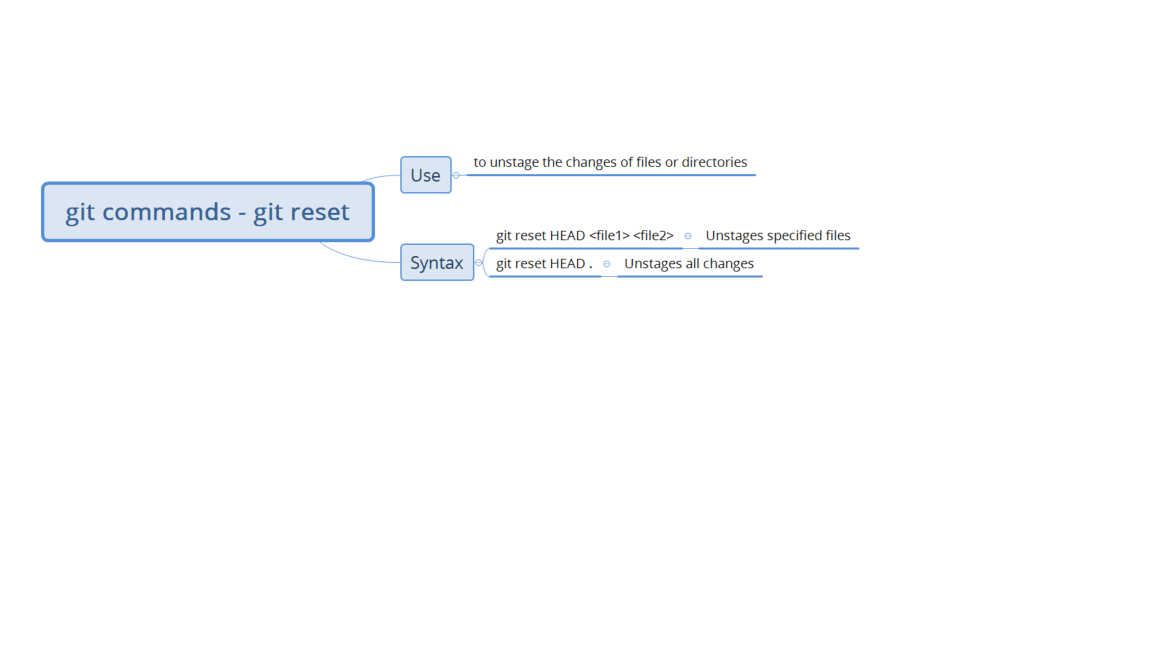 git commands - git reset
Use
to unstage the changes of files or directories
Syntax
git reset HEAD <file1> <file2>
Unstages specified files
git reset HEAD .
Unstages all changes